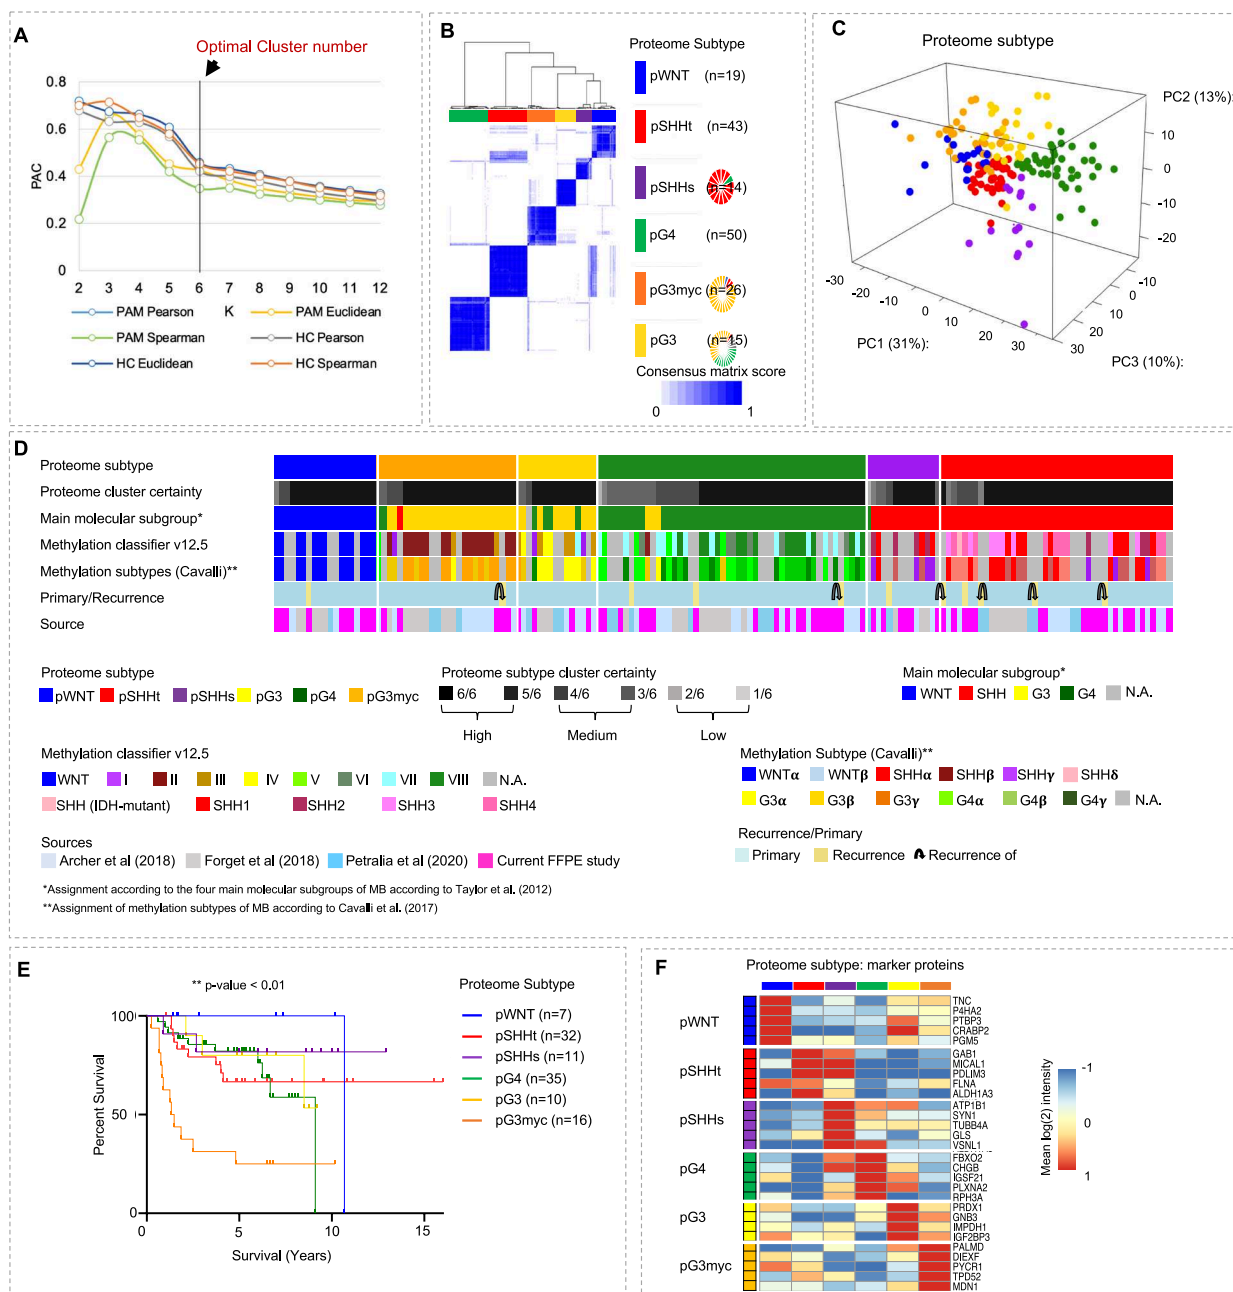 A
Optimal Cluster number
0.8
0.6
0.4
0.2
0
PAC
2 3 4 5 6 7 8 9 10 11 12
K
PAM Pearson
PAM Euclidean
PAM Spearman
HC Pearson
HC Euclidean
HC Spearman
B
Proteome Subtype
pWNT (n=19)
pSHHt (n=43)
pSHHs (n=14)
pG4 (n=50)
pG3myc (n=26)
pG3 (n=15)
Consensus matrix score
0 1
C
Proteome subtype
PC2 (13%):
10
0
-10
-20
-30 -20 -10 0 10 20 30
PC1 (31%):
-10
0
10
20
30
PC3 (10%):
D
Proteome subtype
Proteome cluster certainty
Main molecular subgroup*
Methylation classifier v12.5
Methylation subtypes (Cavalli)**
Primary/Recurrence
Source
Proteome subtype
pWNT pSHHt pSHHs pG3 pG4 pG3myc
Proteome subtype cluster certainty
6/6 5/6 4/6 3/6 2/6 1/6
High Medium Low
Main molecular subgroup*
WNT SHH G3 G4 N.A.
Methylation classifier v12.5
WNT I II III IV V VI VII VIII N.A.
SHH (IDH-mutant) SHH1 SHH2 SHH3 SHH4
Methylation Subtype (Cavalli)**
WNTα WNTβ SHHα SHHβ SHHγ SHHδ
G3α G3β G3γ G4α G4β G4γ N.A.
Sources
Archer et al (2018) Forget et al (2018) Petralia et al (2020) Current FFPE study
Recurrence/Primary
Primary Recurrence Recurrence of
*Assignment according to the four main molecular subgroups of MB according to Taylor et al. (2012)
**Assignment of methylation subtypes of MB according to Cavalli et al. (2017)
E
** p-value < 0.01
100
50
0
Percent Survival
0 5 10 15
Survival (Years)
Proteome Subtype
pWNT (n=7)
pSHHt (n=32)
pSHHs (n=11)
pG4 (n=35)
pG3 (n=10)
pG3myc (n=16)
F
Proteome subtype: marker proteins
pWNT
TNC
P4HA2
PTBP3
CRABP2
PGM5
pSHHt
GAB1
MICAL1
PDLIM3
FLNA
ALDH1A3
pSHHs
ATP1B1
SYN1
TUBB4A
GLS
VSNL1
pG4
FBXO2
CHGB
IGSF21
PLXNA2
RPH3A
pG3
PRDX1
GNB3
IMPDH1
IGF2BP3
pG3myc
PALMD
DIEXF
PYCR1
TPD52
MDN1
Mean log(2) intensity
-1
0
1